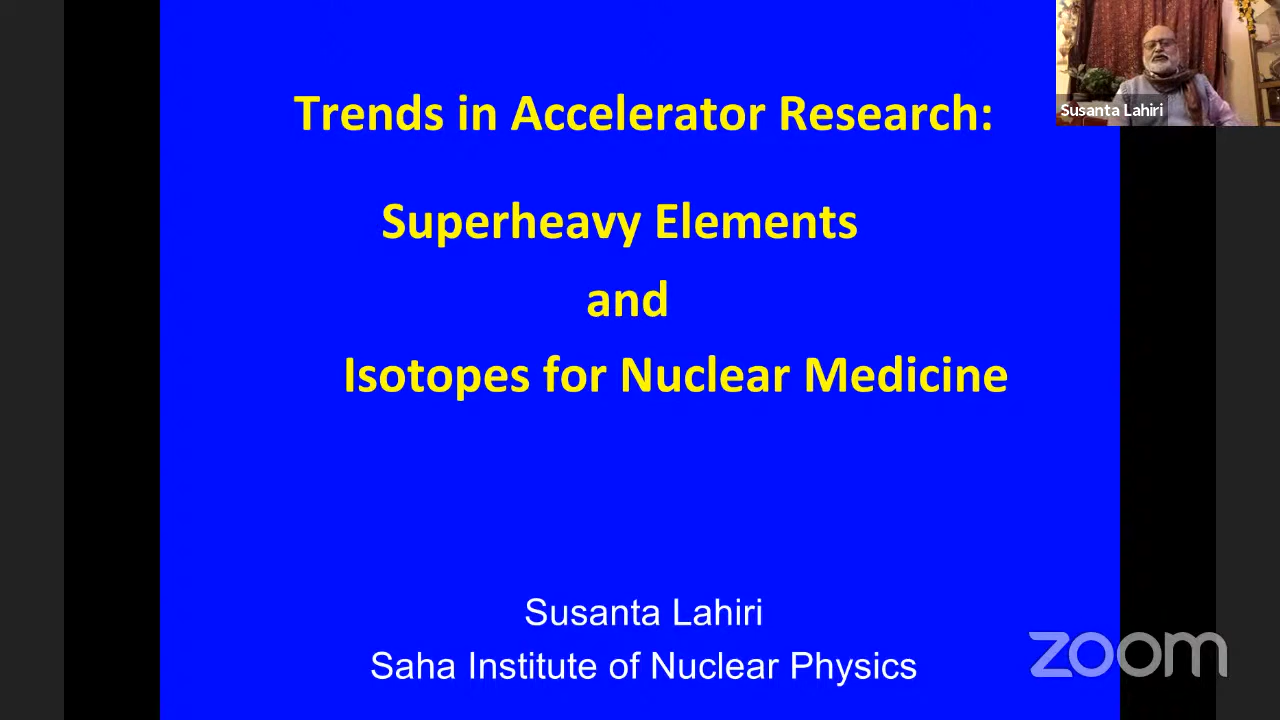 Trends in Accelerator Research:
Susanta Lahiri
Superheavy Elements
and
Isotopes for Nuclear Medicine
Susanta Lahiri
Saha Institute of Nuclear Physics
zoom